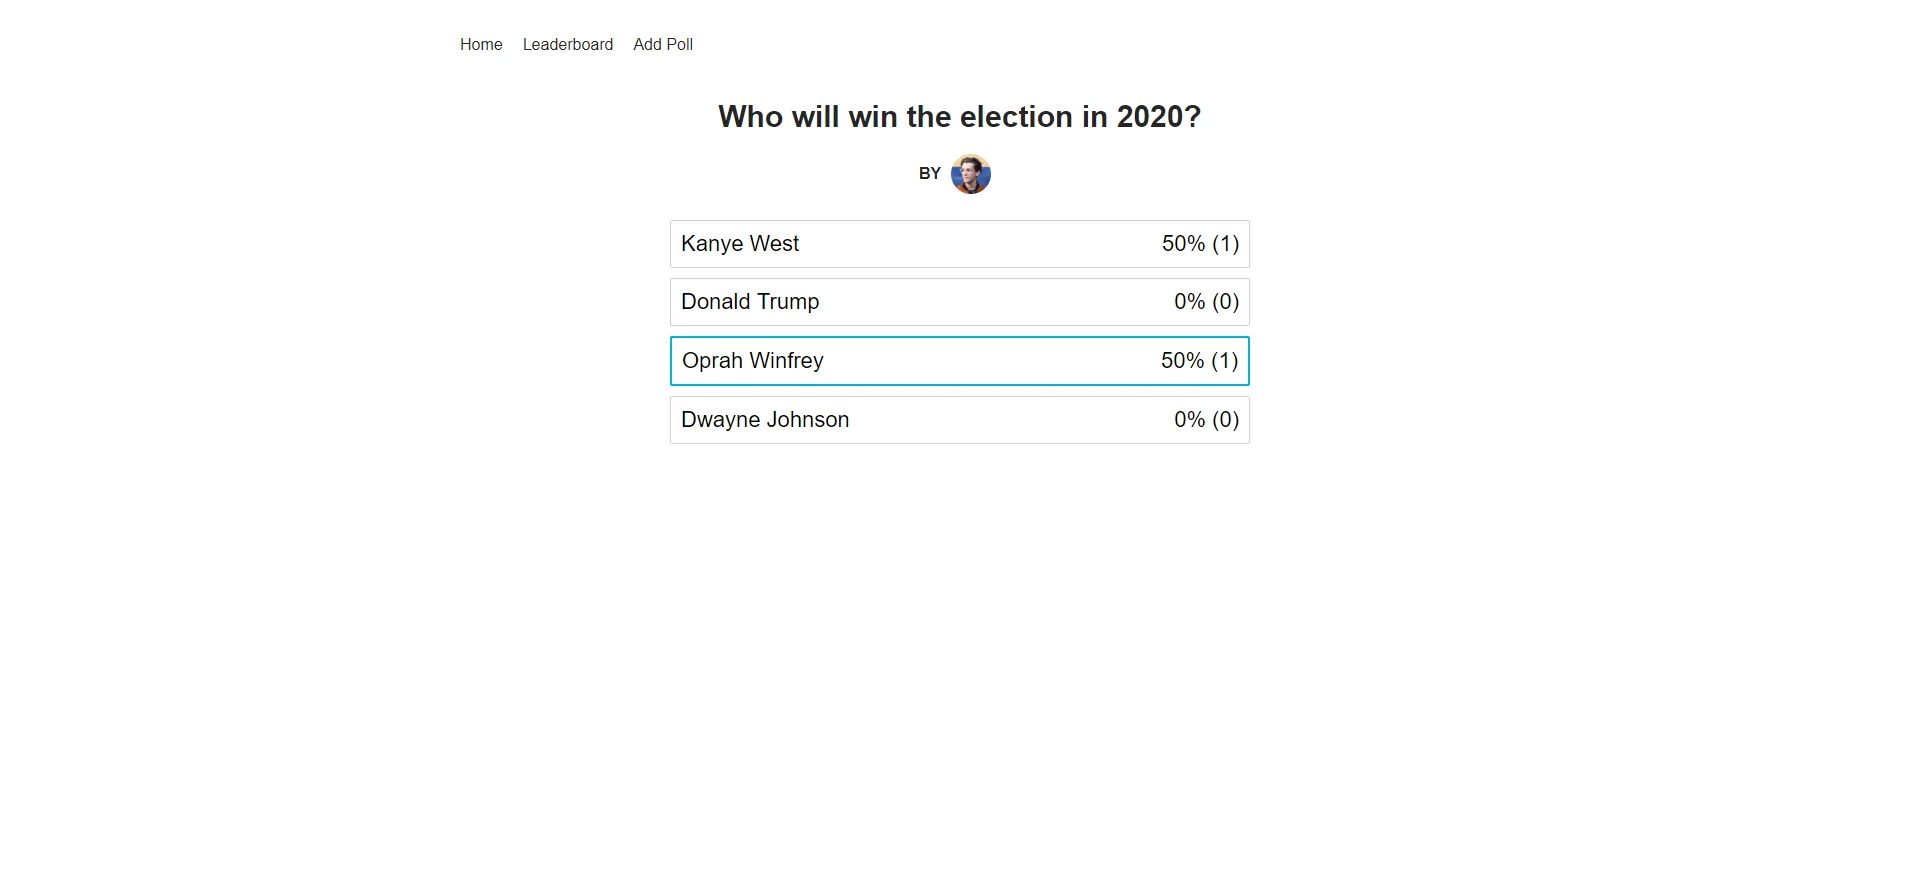 Home Leaderboard Add Poll
Who will win the election in 2020?
BY
Kanye West 50% (1)
Donald Trump 0% (0)
Oprah Winfrey 50% (1)
Dwayne Johnson 0% (0)